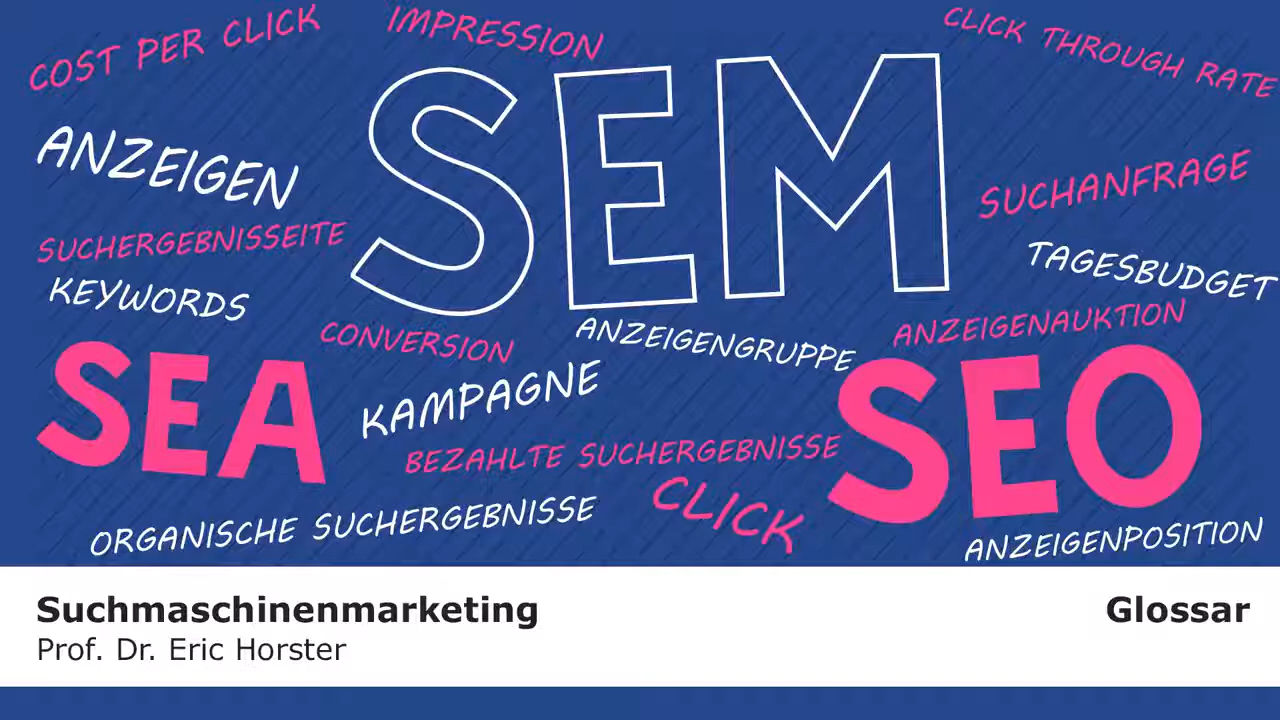 COST PER CLICK
IMPRESSION
CLICK THROUGH RATE
SEM
ANZEIGEN
SUCHANFRAGE
SUCHERGEBNISSEITE
TAGESBUDGET
KEYWORDS
CONVERSION
ANZEIGENGRUPPE
ANZEIGENAUKTION
SEA
KAMPAGNE
SEO
BEZAHLTE SUCHERGEBNISSE
CLICK
ORGANISCHE SUCHERGEBNISSE
ANZEIGENPOSITION
Suchmaschinenmarketing
Glossar
Prof. Dr. Eric Horster